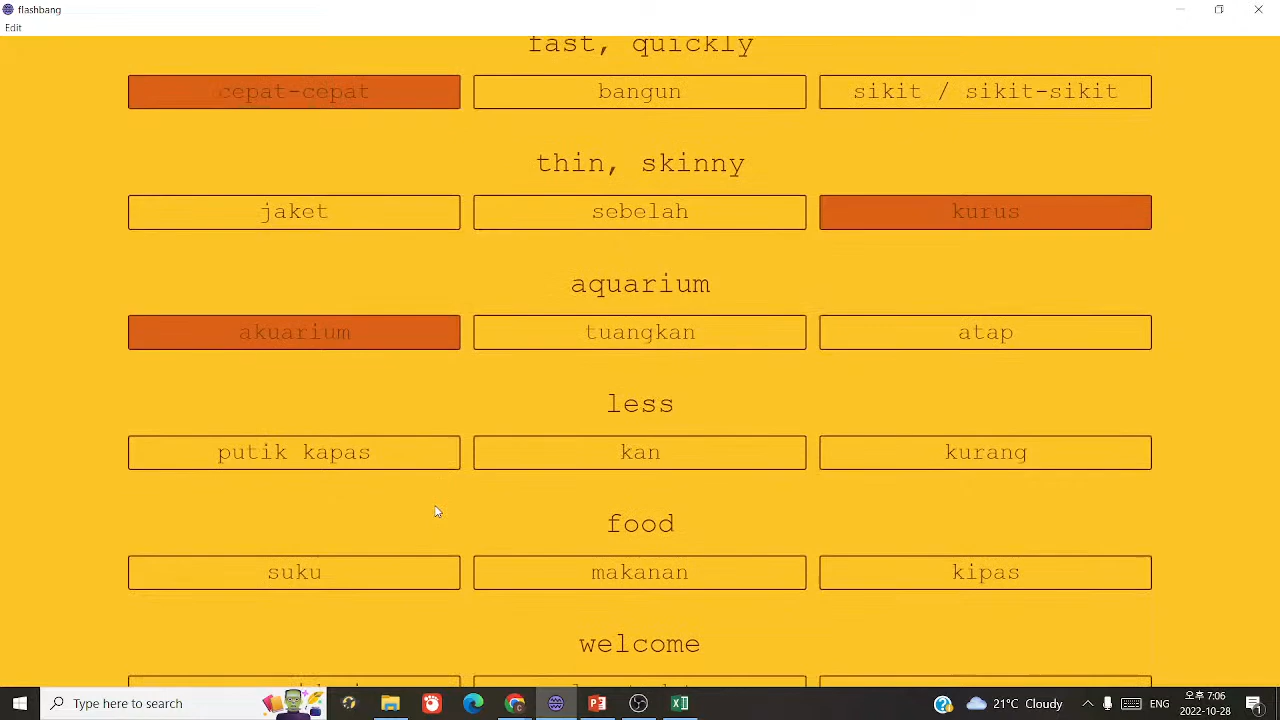 flashbang
Edit
fast, quickly
cepat-cepat
bangun
sikit / sikit-sikit
thin, skinny
jaket
sebelah
kurus
aquarium
akuarium
tuangkan
atap
less
putik kapas
kan
kurang
food
suku
makanan
kipas
welcome
Type here to search
21°C Cloudy
ENG
오후 7:06
2022-10-28